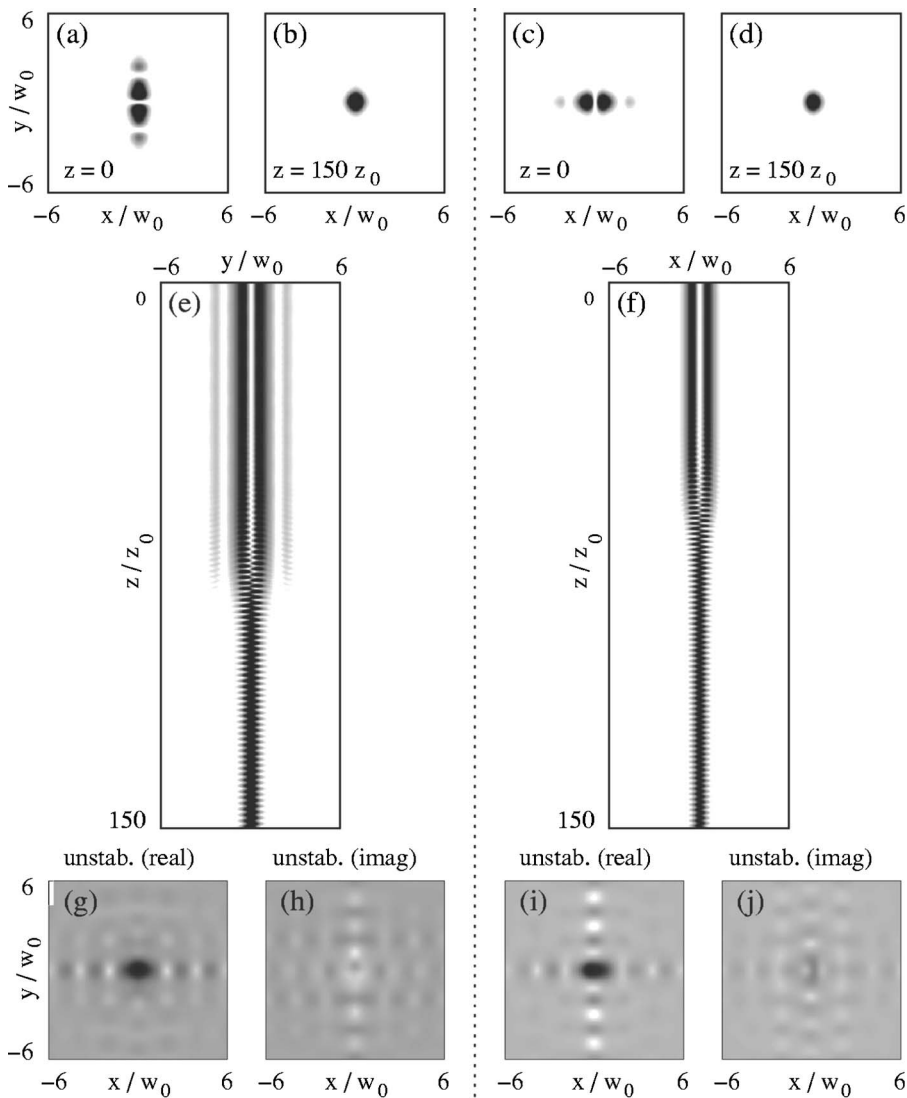 6
(a)
(b)
(c)
(d)
y / w0
z = 0
z = 150 z0
z = 0
z = 150 z0
−6
−6 x / w0 6
−6 x / w0 6
−6 x / w0 6
−6 x / w0 6
−6 y / w0 6
−6 x / w0 6
0
(e)
0
(f)
z / z0
z / z0
150
150
unstab. (real)
unstab. (imag)
unstab. (real)
unstab. (imag)
6
(g)
(h)
(i)
(j)
y / w0
−6
−6 x / w0 6
−6 x / w0 6
−6 x / w0 6
−6 x / w0 6